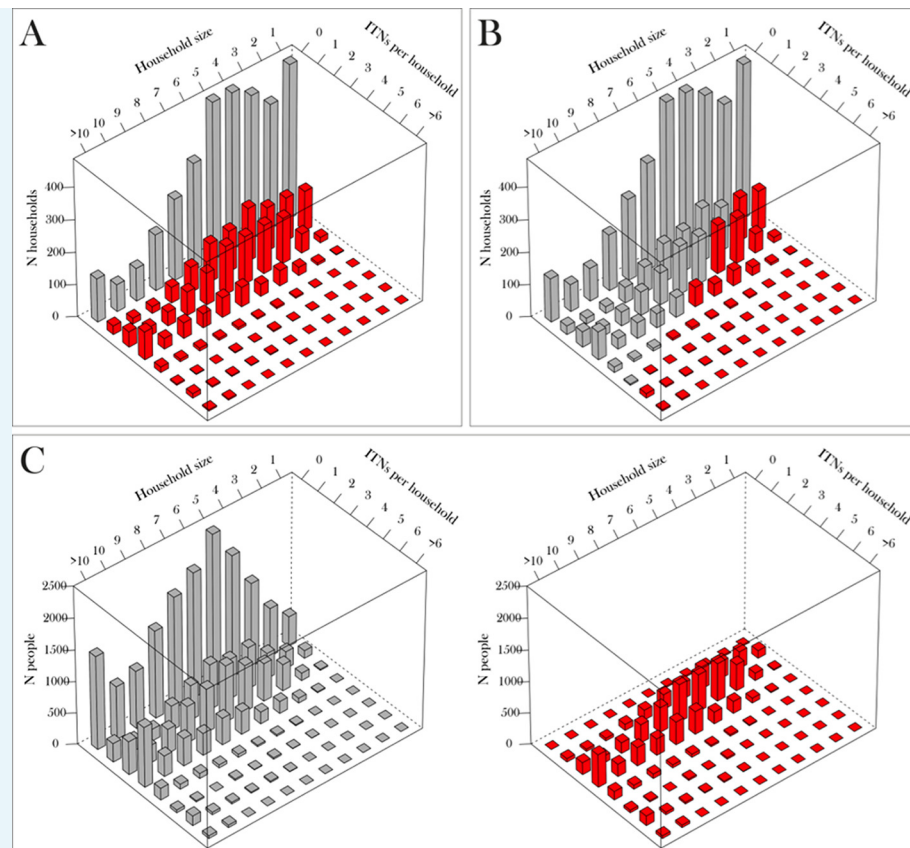 A
Household size
ITNs per household
>10 10 9 8 7 6 5 4 3 2 1
0 1 2 3 4 5 6 >6
N households
400
300
200
100
0
B
Household size
ITNs per household
>10 10 9 8 7 6 5 4 3 2 1
0 1 2 3 4 5 6 >6
N households
400
300
200
100
0
C
Household size
ITNs per household
>10 10 9 8 7 6 5 4 3 2 1
0 1 2 3 4 5 6 >6
N people
2500
2000
1500
1000
500
0
Household size
ITNs per household
>10 10 9 8 7 6 5 4 3 2 1
0 1 2 3 4 5 6 >6
N people
2500
2000
1500
1000
500
0